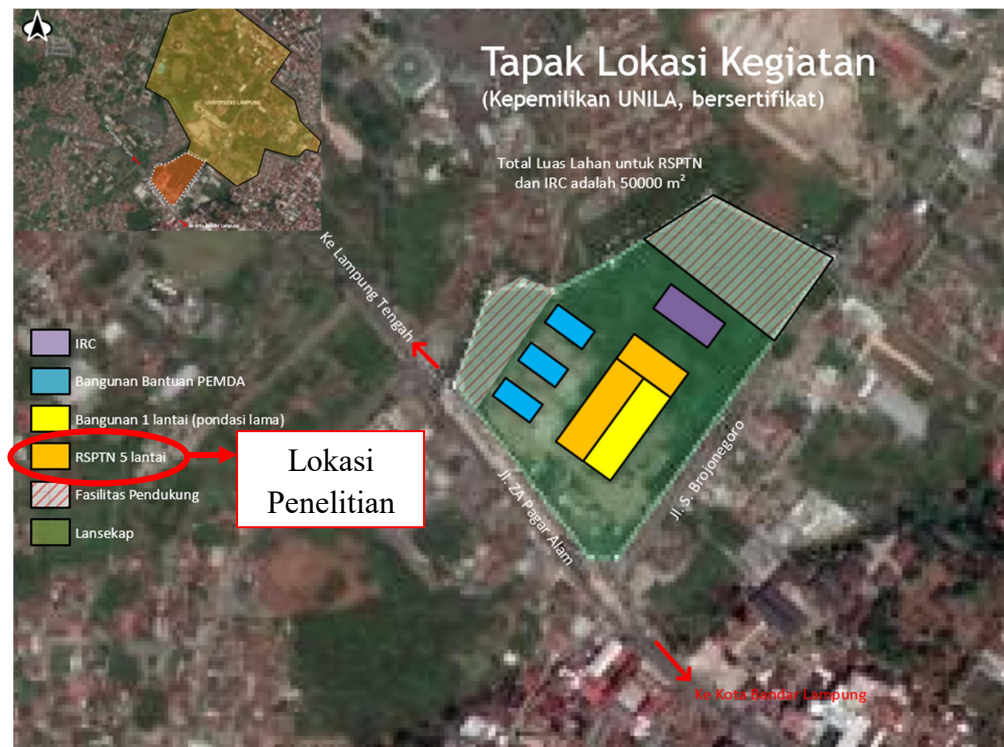 Tapak Lokasi Kegiatan
(Kepemilikan UNILA, bersertifikat)
UNIVERSITAS LAMPUNG
Total Luas Lahan untuk RSPTN
dan IRC adalah 50000 m²
Ke Lampung Tengah
IRC
Bangunan Bantuan PEMDA
Bangunan 1 lantai (pondasi lama)
RSPTN 5 lantai
Fasilitas Pendukung
Lansekap
Lokasi
Penelitian
Jl. ZA Pagar Alam
Jl. S. Brojonegoro
Ke Kota Bandar Lampung